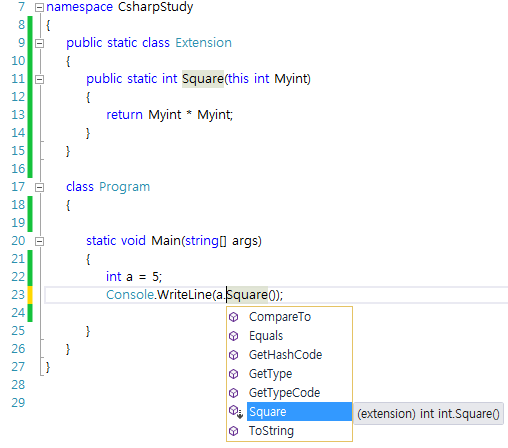 7 namespace CsharpStudy
8 {
9 public static class Extension
10 {
11 public static int Square(this int Myint)
12 {
13 return Myint * Myint;
14 }
15 }
16
17 class Program
18 {
19
20 static void Main(string[] args)
21 {
22 int a = 5;
23 Console.WriteLine(a.Square());
24
25 }
26 }
27 }
28
29
CompareTo
Equals
GetHashCode
GetType
GetTypeCode
Square (extension) int int.Square()
ToString